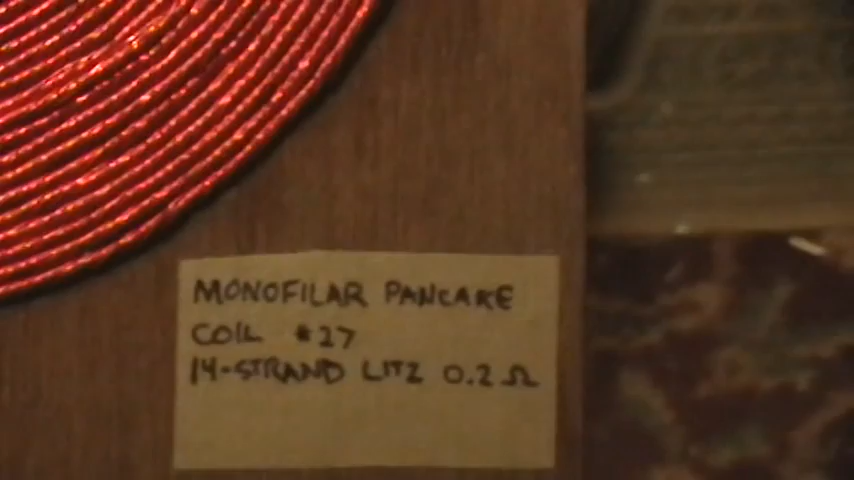 MONOFILAR PANCAKE
COIL #27
14-STRAND LITZ 0.2 Ω